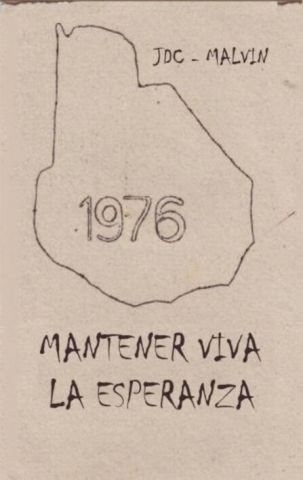 JDC - MALVIN
1976
MANTENER VIVA
LA ESPERANZA